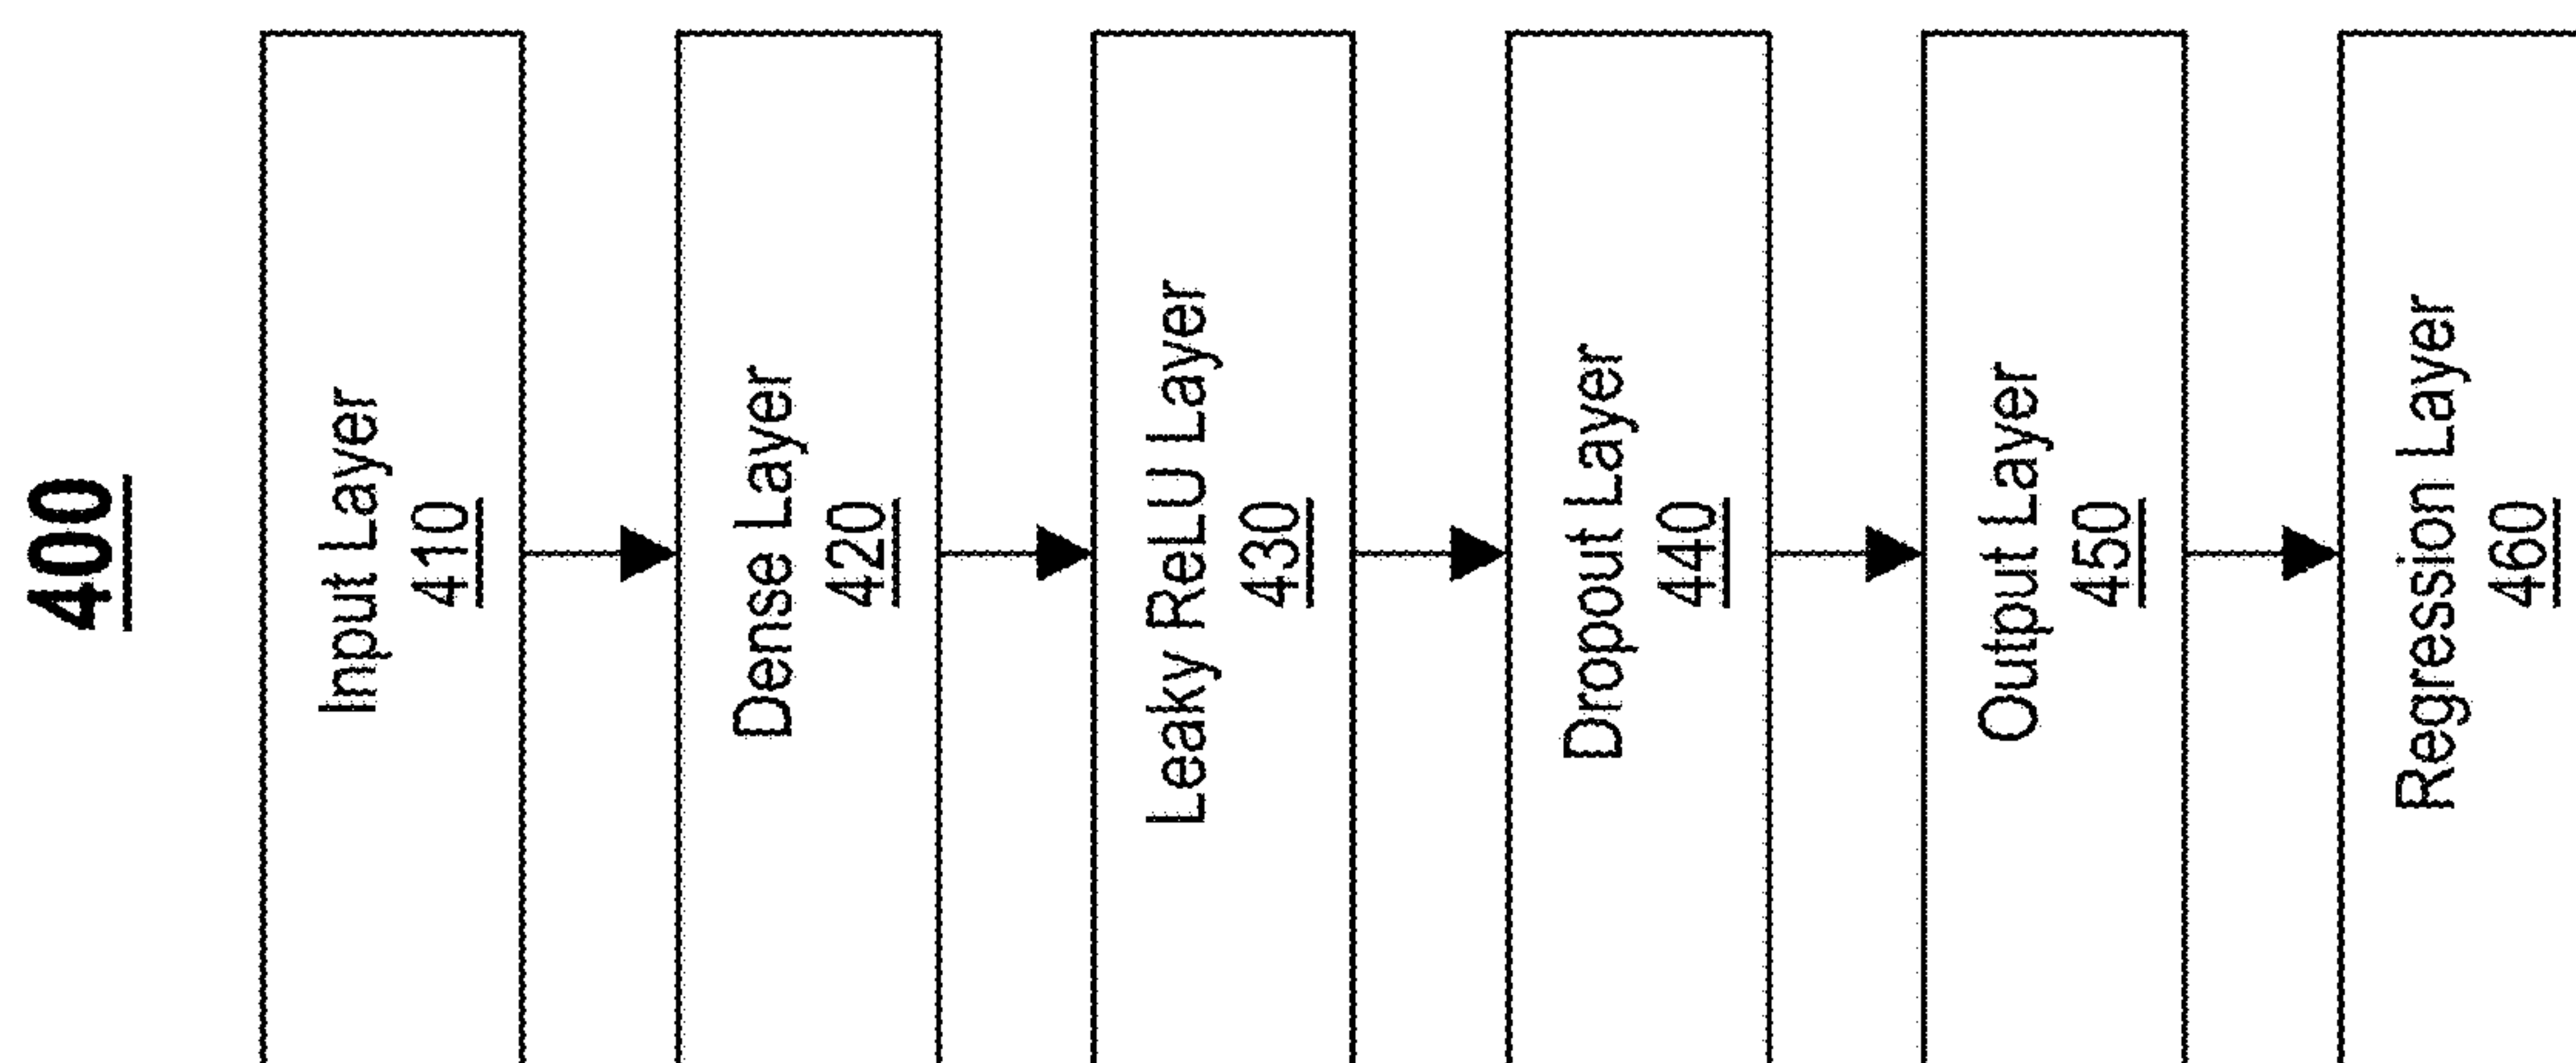 400
Input Layer
410
Dense Layer
420
Leaky ReLU Layer
430
Dropout Layer
440
Output Layer
450
Regression Layer
460